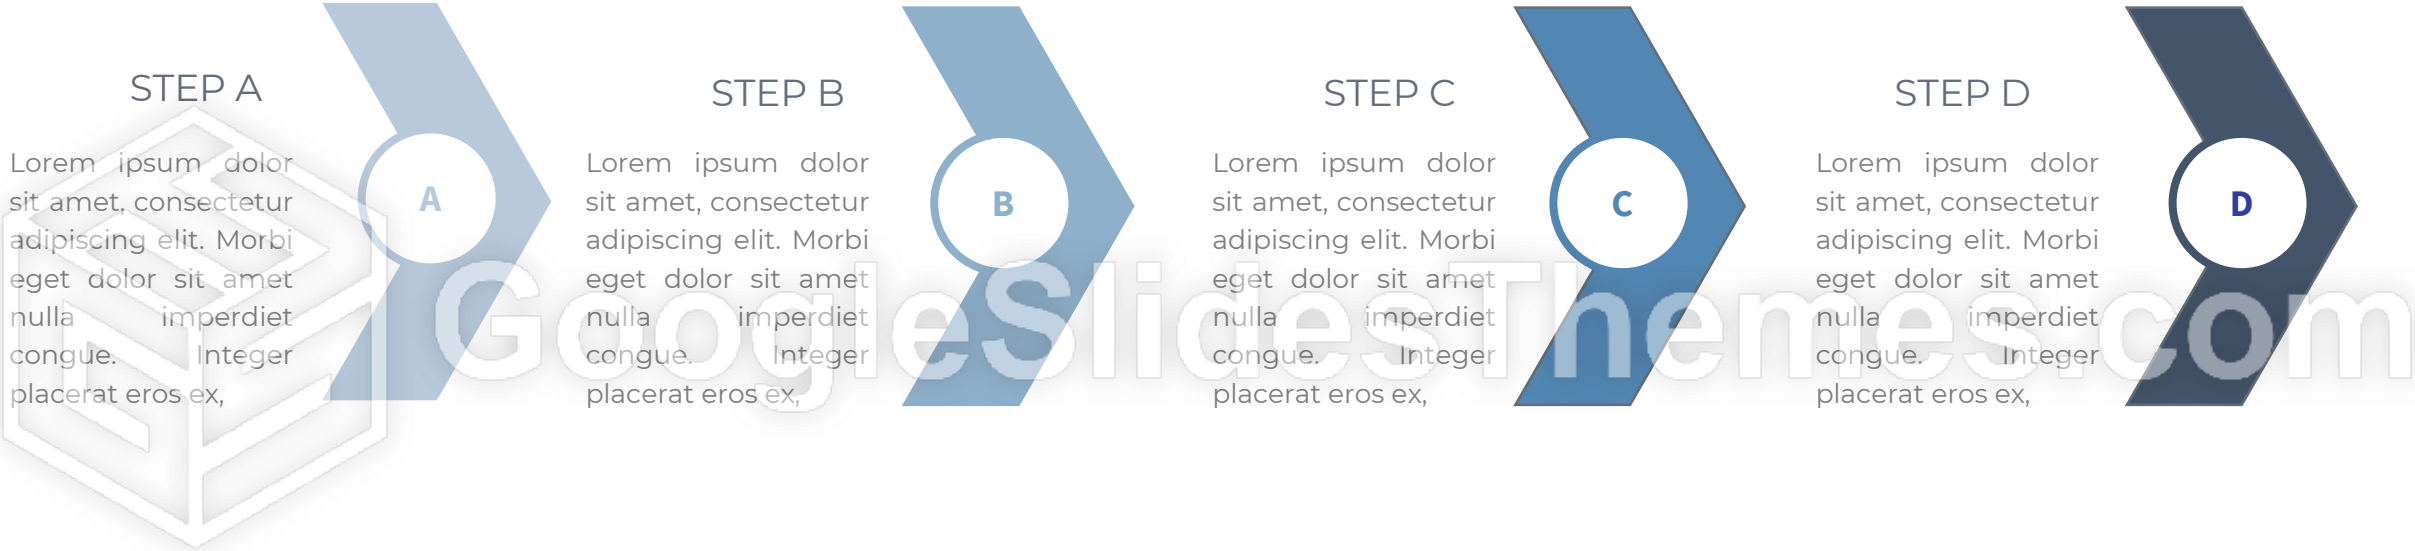 STEP A
Lorem ipsum dolor
sit amet, consectetur
adipiscing elit. Morbi
eget dolor sit amet
nulla imperdiet
congue. Integer
placerat eros ex,
A
STEP B
Lorem ipsum dolor
sit amet, consectetur
adipiscing elit. Morbi
eget dolor sit amet
nulla imperdiet
congue. Integer
placerat eros ex,
B
STEP C
Lorem ipsum dolor
sit amet, consectetur
adipiscing elit. Morbi
eget dolor sit amet
nulla imperdiet
congue. Integer
placerat eros ex,
C
STEP D
Lorem ipsum dolor
sit amet, consectetur
adipiscing elit. Morbi
eget dolor sit amet
nulla imperdiet
congue. Integer
placerat eros ex,
D
GoogleSlidesThemes.com